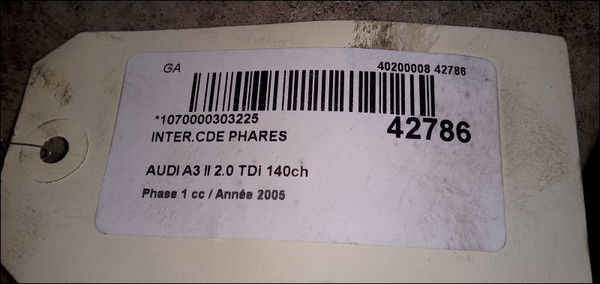 GA 40200008 42786
*1070000303225
42786
INTER.CDE PHARES
AUDI A3 II 2.0 TDi 140ch
Phase 1 cc / Année 2005